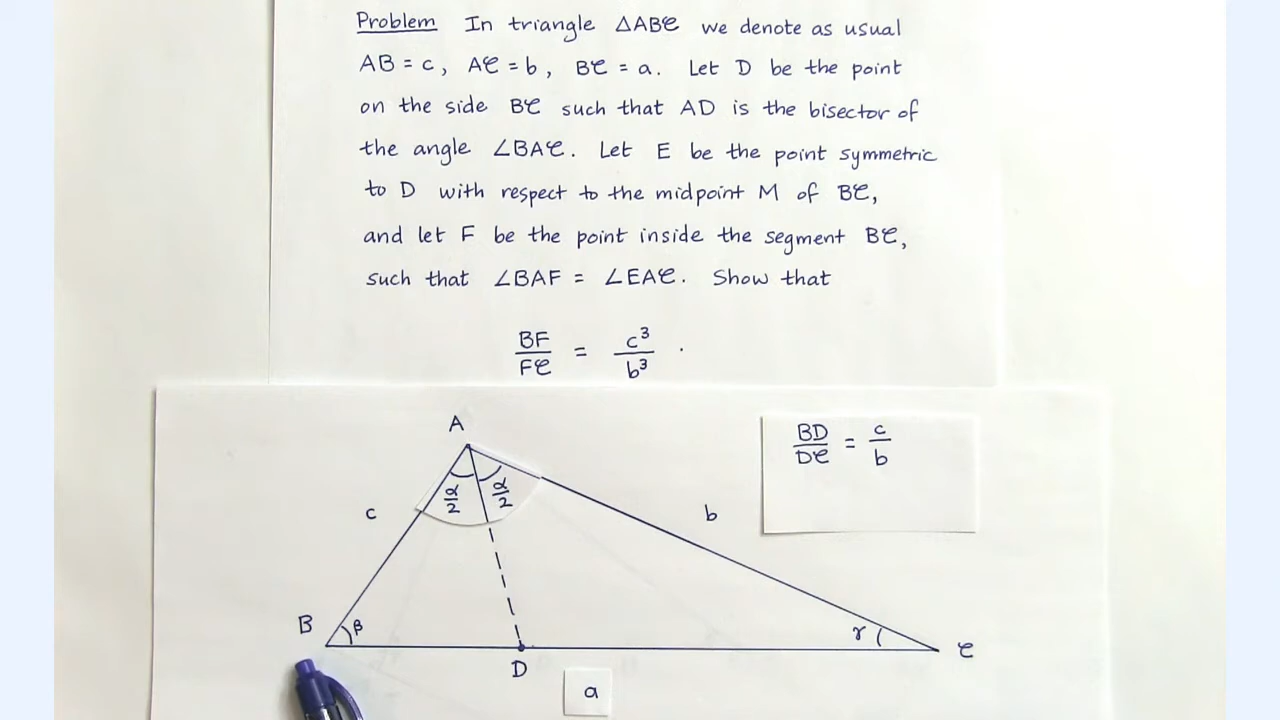 Problem In triangle ΔABC we denote as usual
AB = c, AC = b, BC = a. Let D be the point
on the side BC such that AD is the bisector of
the angle ∠BAC. Let E be the point symmetric
to D with respect to the midpoint M of BC,
and let F be the point inside the segment BC,
such that ∠BAF = ∠EAC. Show that
BF/FC = c³/b³ .
A
BD/DC = c/b
α/2 α/2
c
b
B
β
γ
C
D
a